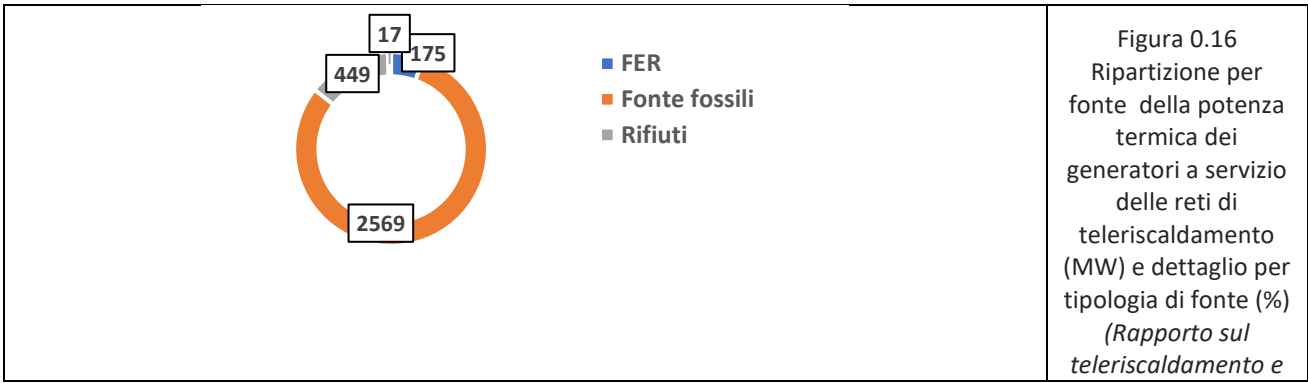 17
175
449
2569
FER
Fonte fossili
Rifiuti
Figura 0.16
Ripartizione per
fonte della potenza
termica dei
generatori a servizio
delle reti di
teleriscaldamento
(MW) e dettaglio per
tipologia di fonte (%)
(Rapporto sul
teleriscaldamento e